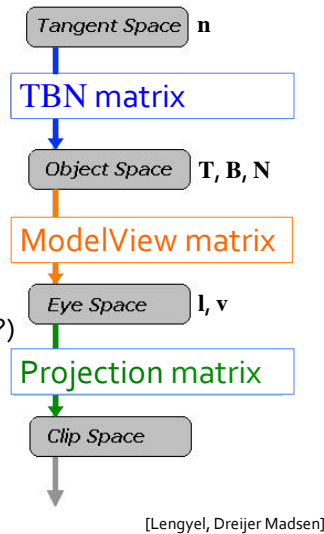 Tangent Space n
TBN matrix
Object Space T, B, N
ModelView matrix
Eye Space l, v
?)
Projection matrix
Clip Space
[Lengyel, Dreijer Madsen]